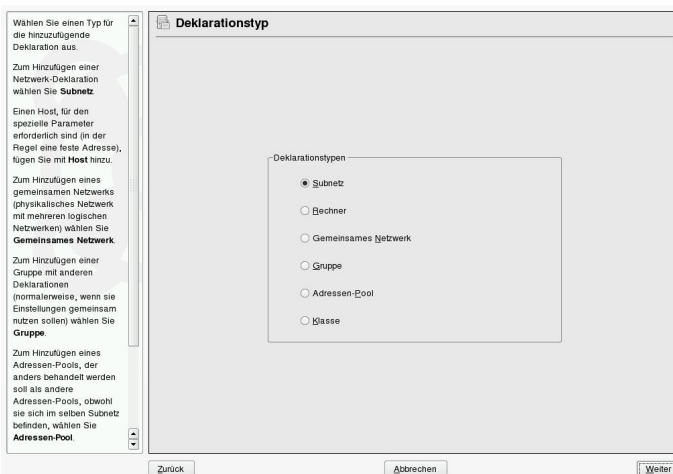 Wählen Sie einen Typ für
die hinzuzufügende
Deklaration aus.
Zum Hinzufügen einer
Netzwerk-Deklaration
wählen Sie Subnetz.
Einen Host, für den
spezielle Parameter
erforderlich sind (in der
Regel eine feste Adresse),
fügen Sie mit Host hinzu.
Zum Hinzufügen eines
gemeinsamen Netzwerks
(physikalisches Netzwerk
mit mehreren logischen
Netzwerken) wählen Sie
Gemeinsames Netzwerk.
Zum Hinzufügen einer
Gruppe mit anderen
Deklarationen
(normalerweise, wenn sie
Einstellungen gemeinsam
nutzen sollen) wählen Sie
Gruppe.
Zum Hinzufügen eines
Adressen-Pools, der
anders behandelt werden
soll als andere
Adressen-Pools, obwohl
sie sich im selben Subnetz
befinden, wählen Sie
Adressen-Pool.
Deklarationstyp
Deklarationstypen
Subnetz
Rechner
Gemeinsames Netzwerk
Gruppe
Adressen-Pool
Klasse
Zurück
Abbrechen
Weiter